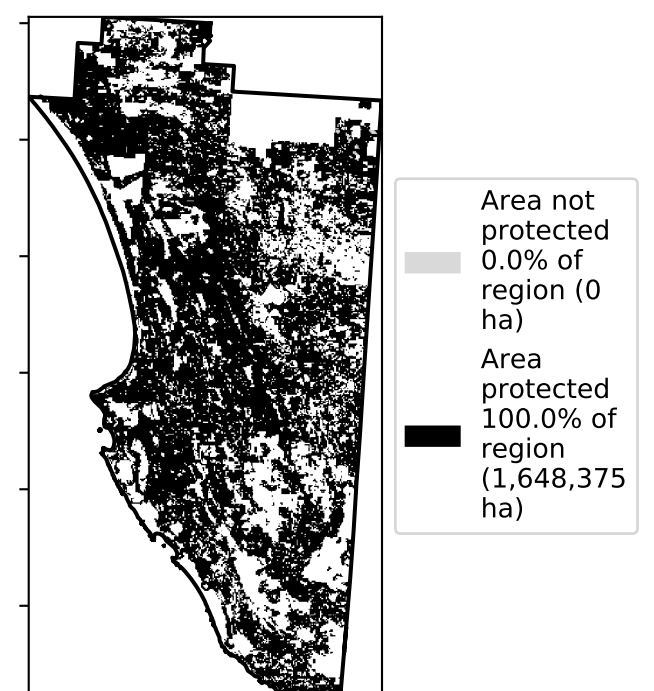 Area not
protected
0.0% of
region (0
ha)
Area
protected
100.0% of
region
(1,648,375
ha)